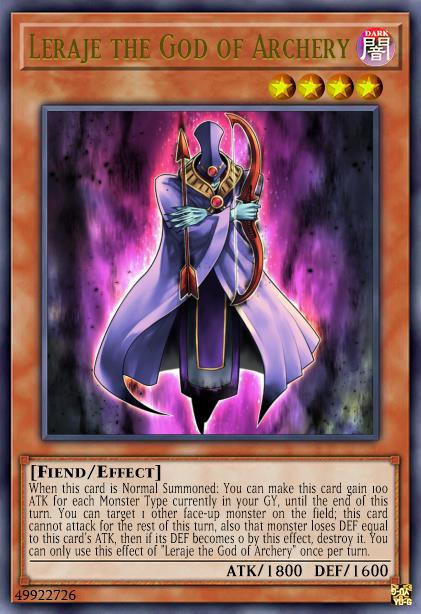 Leraje the God of Archery
DARK
闇
[Fiend/Effect]
When this card is Normal Summoned: You can make this card gain 100
ATK for each Monster Type currently in your GY, until the end of this
turn. You can target 1 other face-up monster on the field; this card
cannot attack for the rest of this turn, also that monster loses DEF equal
to this card's ATK, then if its DEF becomes 0 by this effect, destroy it. You
can only use this effect of "Leraje the God of Archery" once per turn.
ATK/1800 DEF/1600
49922726